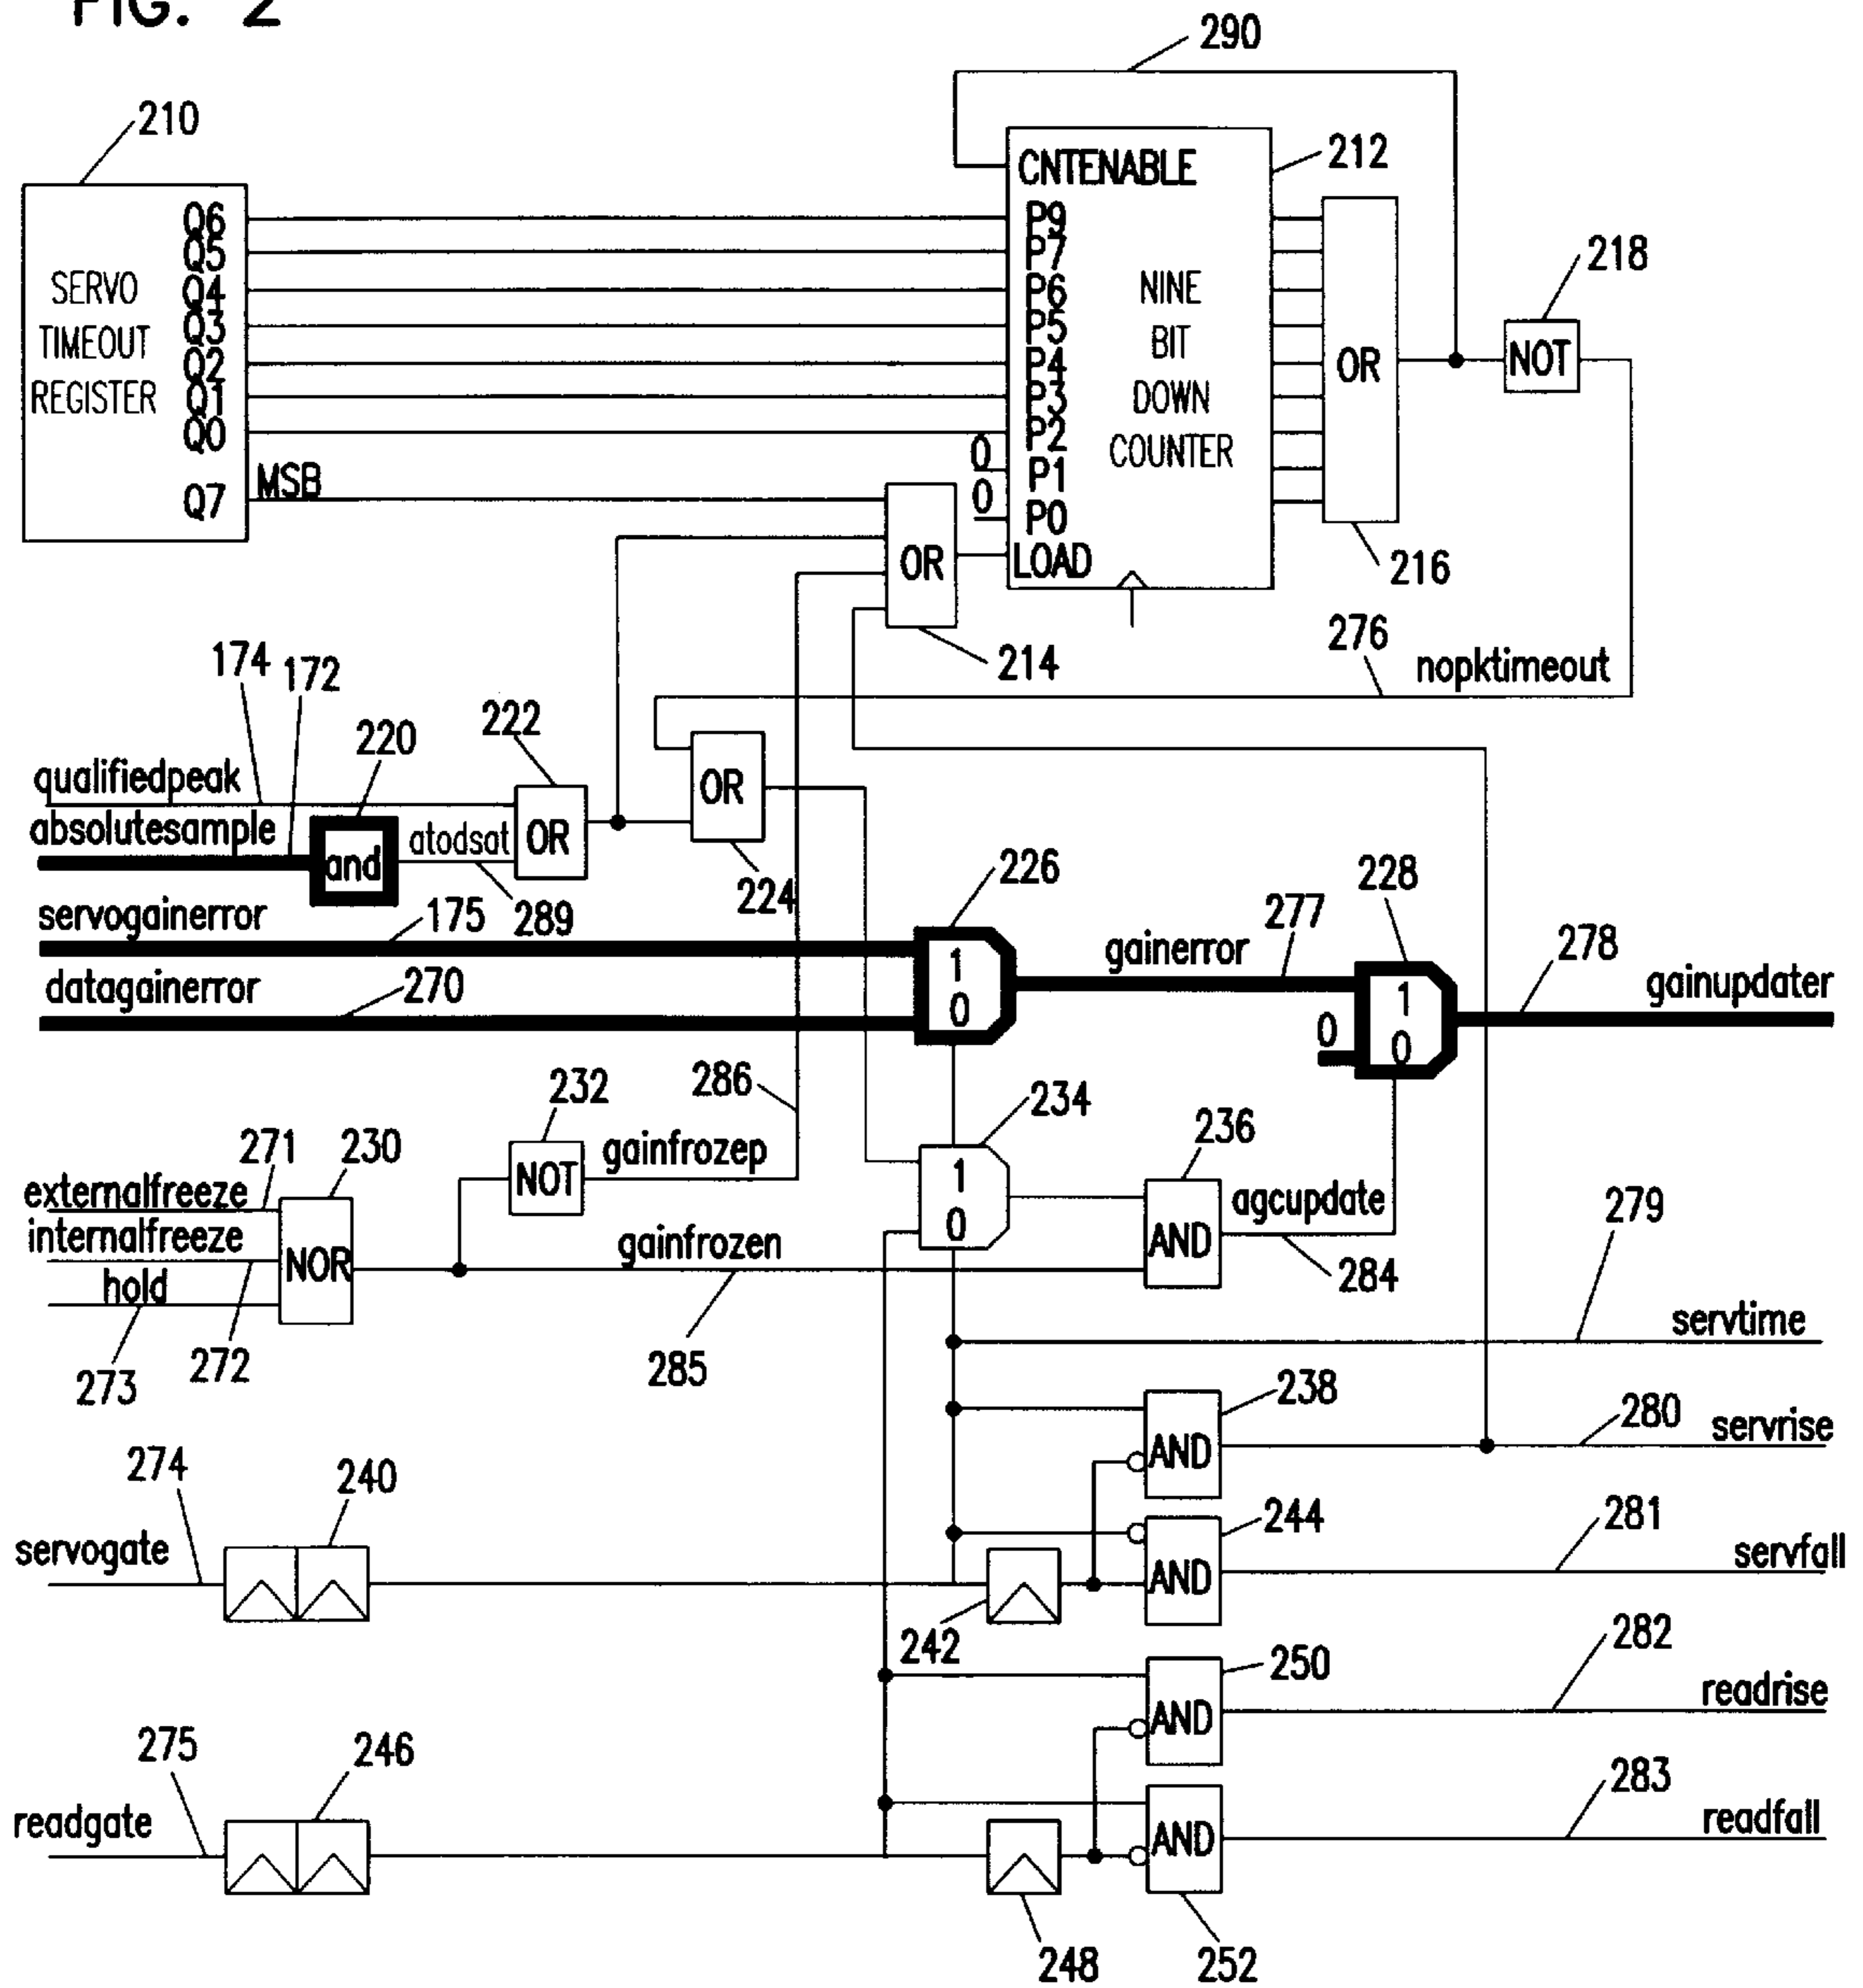 FIG. 2
290
210
212
CNTENABLE
Q6
P9
Q5
P7
218
SERVO
Q4
P6
NINE
TIMEOUT
Q3
P5
BIT
Q2
P4
OR
NOT
REGISTER
Q1
P3
DOWN
Q0
P2
COUNTER
0
P1
MSB
Q7
0
P0
OR
LOAD
216
276
214
nopktimeout
174
172
222
220
qualifiedpeak
OR
absolutesample
and
atodsat
OR
226
228
servogainerror
175
289
224
277
1
gainerror
278
datagainerror
270
0
1
gainupdater
0
0
232
286
234
236
271
230
NOT
gainfrozep
1
externalfreeze
agcupdate
279
internalfreeze
NOR
gainfrozen
0
AND
hold
284
servtime
273
272
285
238
280
servrise
274
240
AND
244
281
servogate
servfall
AND
242
250
282
readrise
275
246
AND
283
readgate
readfall
AND
248
252